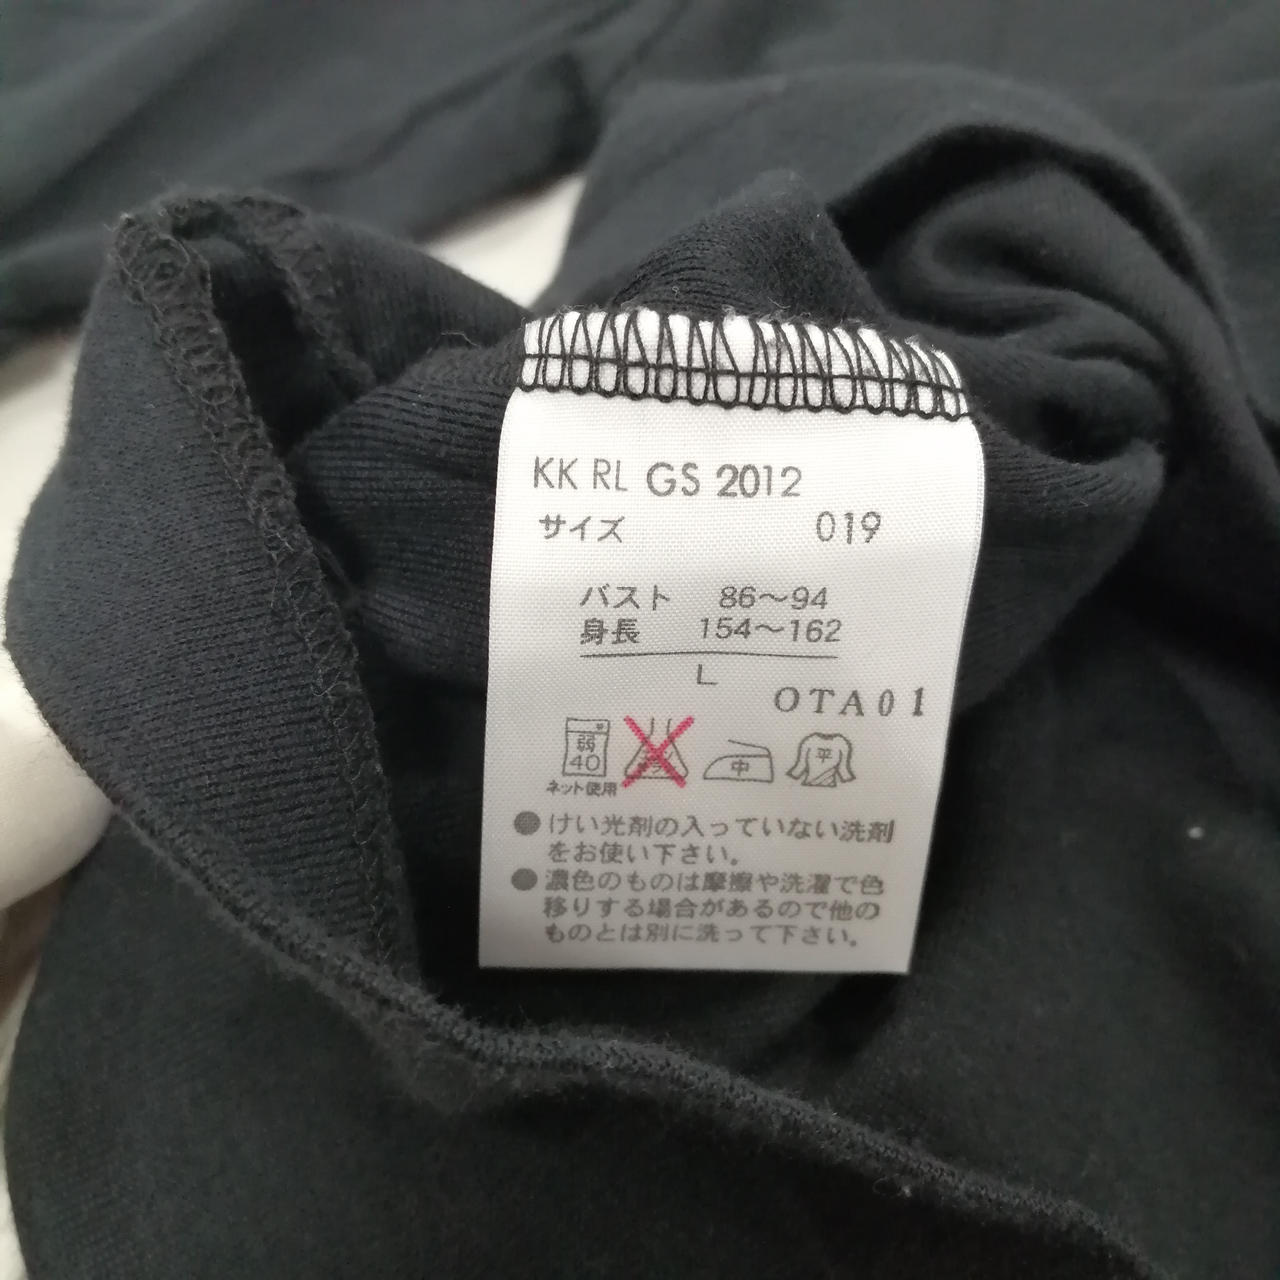 KK RL GS 2012
サイズ 019
バスト 86〜94
身長 154〜162
L
OTA01
弱
40
ネット使用
中
平
●けい光剤の入っていない洗剤
をお使い下さい。
●濃色のものは摩擦や洗濯で色
移りする場合があるので他の
ものとは別に洗って下さい。